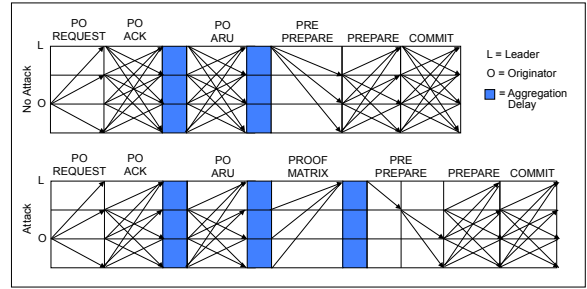 PO REQUEST
PO ACK
PO ARU
PRE PREPARE
PREPARE
COMMIT
L
No Attack
O
L = Leader
O = Originator
= Aggregation
Delay
PO REQUEST
PO ACK
PO ARU
PROOF MATRIX
PRE PREPARE
PREPARE
COMMIT
L
Attack
O